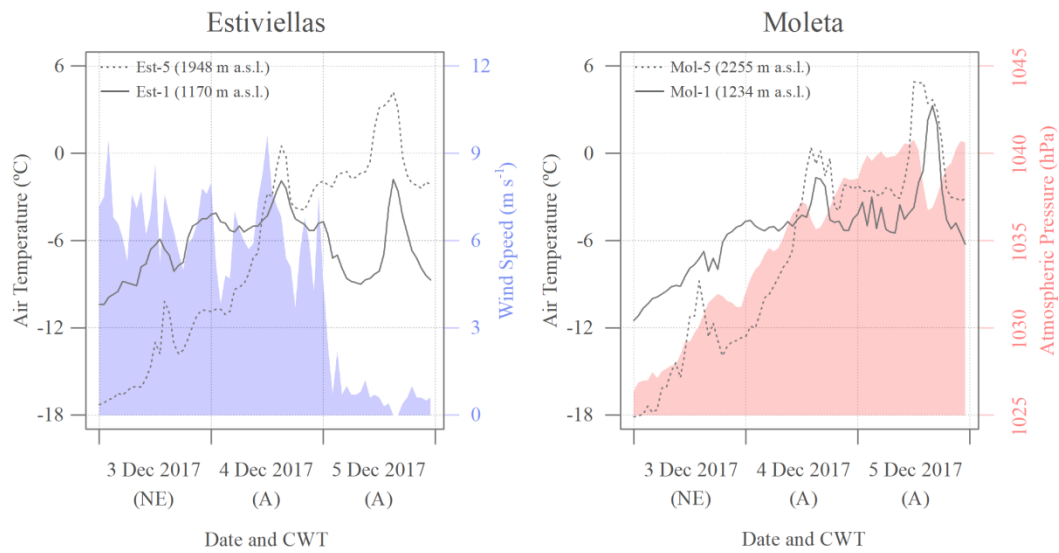 Estiviellas
Est-5 (1948 m a.s.l.)
Est-1 (1170 m a.s.l.)
6
0
-6
-12
-18
Air Temperature (ºC)
12
9
6
3
0
Wind Speed (m s⁻¹)
3 Dec 2017
(NE)
4 Dec 2017
(A)
5 Dec 2017
(A)
Date and CWT
Moleta
Mol-5 (2255 m a.s.l.)
Mol-1 (1234 m a.s.l.)
6
0
-6
-12
-18
Air Temperature (ºC)
1045
1040
1035
1030
1025
Atmospheric Pressure (hPa)
3 Dec 2017
(NE)
4 Dec 2017
(A)
5 Dec 2017
(A)
Date and CWT